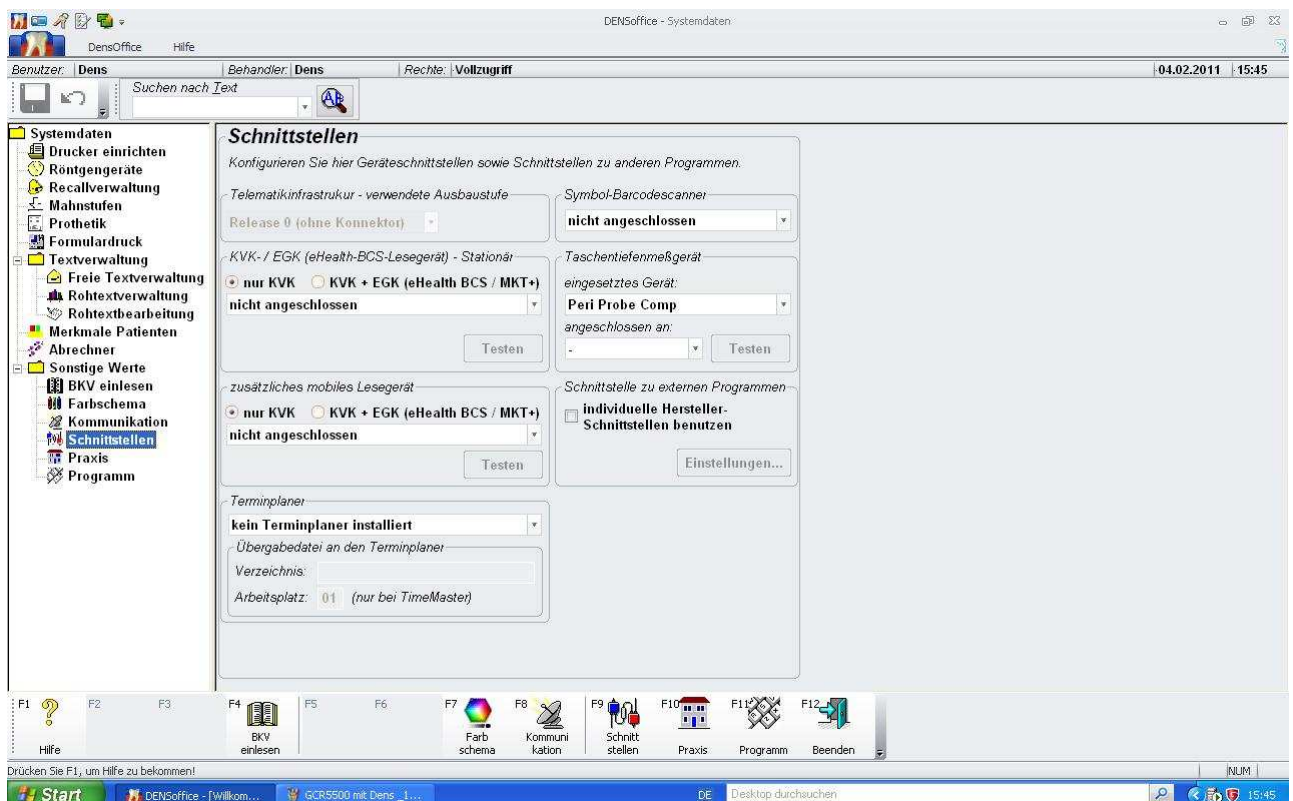 DENSoffice - Systemdaten
DensOffice Hilfe
Benutzer: Dens Behandler: Dens Rechte: Vollzugriff 04.02.2011 15:45
Suchen nach Text
Systemdaten
Drucker einrichten
Röntgengeräte
Recallverwaltung
Mahnstufen
Prothetik
Formulardruck
Textverwaltung
Freie Textverwaltung
Rohtextverwaltung
Rohtextbearbeitung
Merkmale Patienten
Abrechner
Sonstige Werte
BKV einlesen
Farbschema
Kommunikation
Schnittstellen
Praxis
Programm
Schnittstellen
Konfigurieren Sie hier Geräteschnittstellen sowie Schnittstellen zu anderen Programmen.
Telematikinfrastrukur - verwendete Ausbaustufe
Release 0 (ohne Konnektor)
KVK- / EGK (eHealth-BCS-Lesegerät) - Stationär
nur KVK KVK + EGK (eHealth BCS / MKT+)
nicht angeschlossen
Testen
zusätzliches mobiles Lesegerät
nur KVK KVK + EGK (eHealth BCS / MKT+)
nicht angeschlossen
Testen
Terminplaner
kein Terminplaner installiert
Übergabedatei an den Terminplaner
Verzeichnis:
Arbeitsplatz: 01 (nur bei TimeMaster)
Symbol-Barcodescanner
nicht angeschlossen
Taschentiefenmeßgerät
eingesetztes Gerät:
Peri Probe Comp
angeschlossen an:
- Testen
Schnittstelle zu externen Programmen
individuelle Hersteller-
Schnittstellen benutzen
Einstellungen...
F1 F2 F3 F4 F5 F6 F7 F8 F9 F10 F11 F12
Hilfe BKV einlesen Farb schema Kommuni kation Schnitt stellen Praxis Programm Beenden
Drücken Sie F1, um Hilfe zu bekommen! NUM
Start DENSoffice - [Willkom... GCR5500 mit Dens _1... DE Desktop durchsuchen 15:45